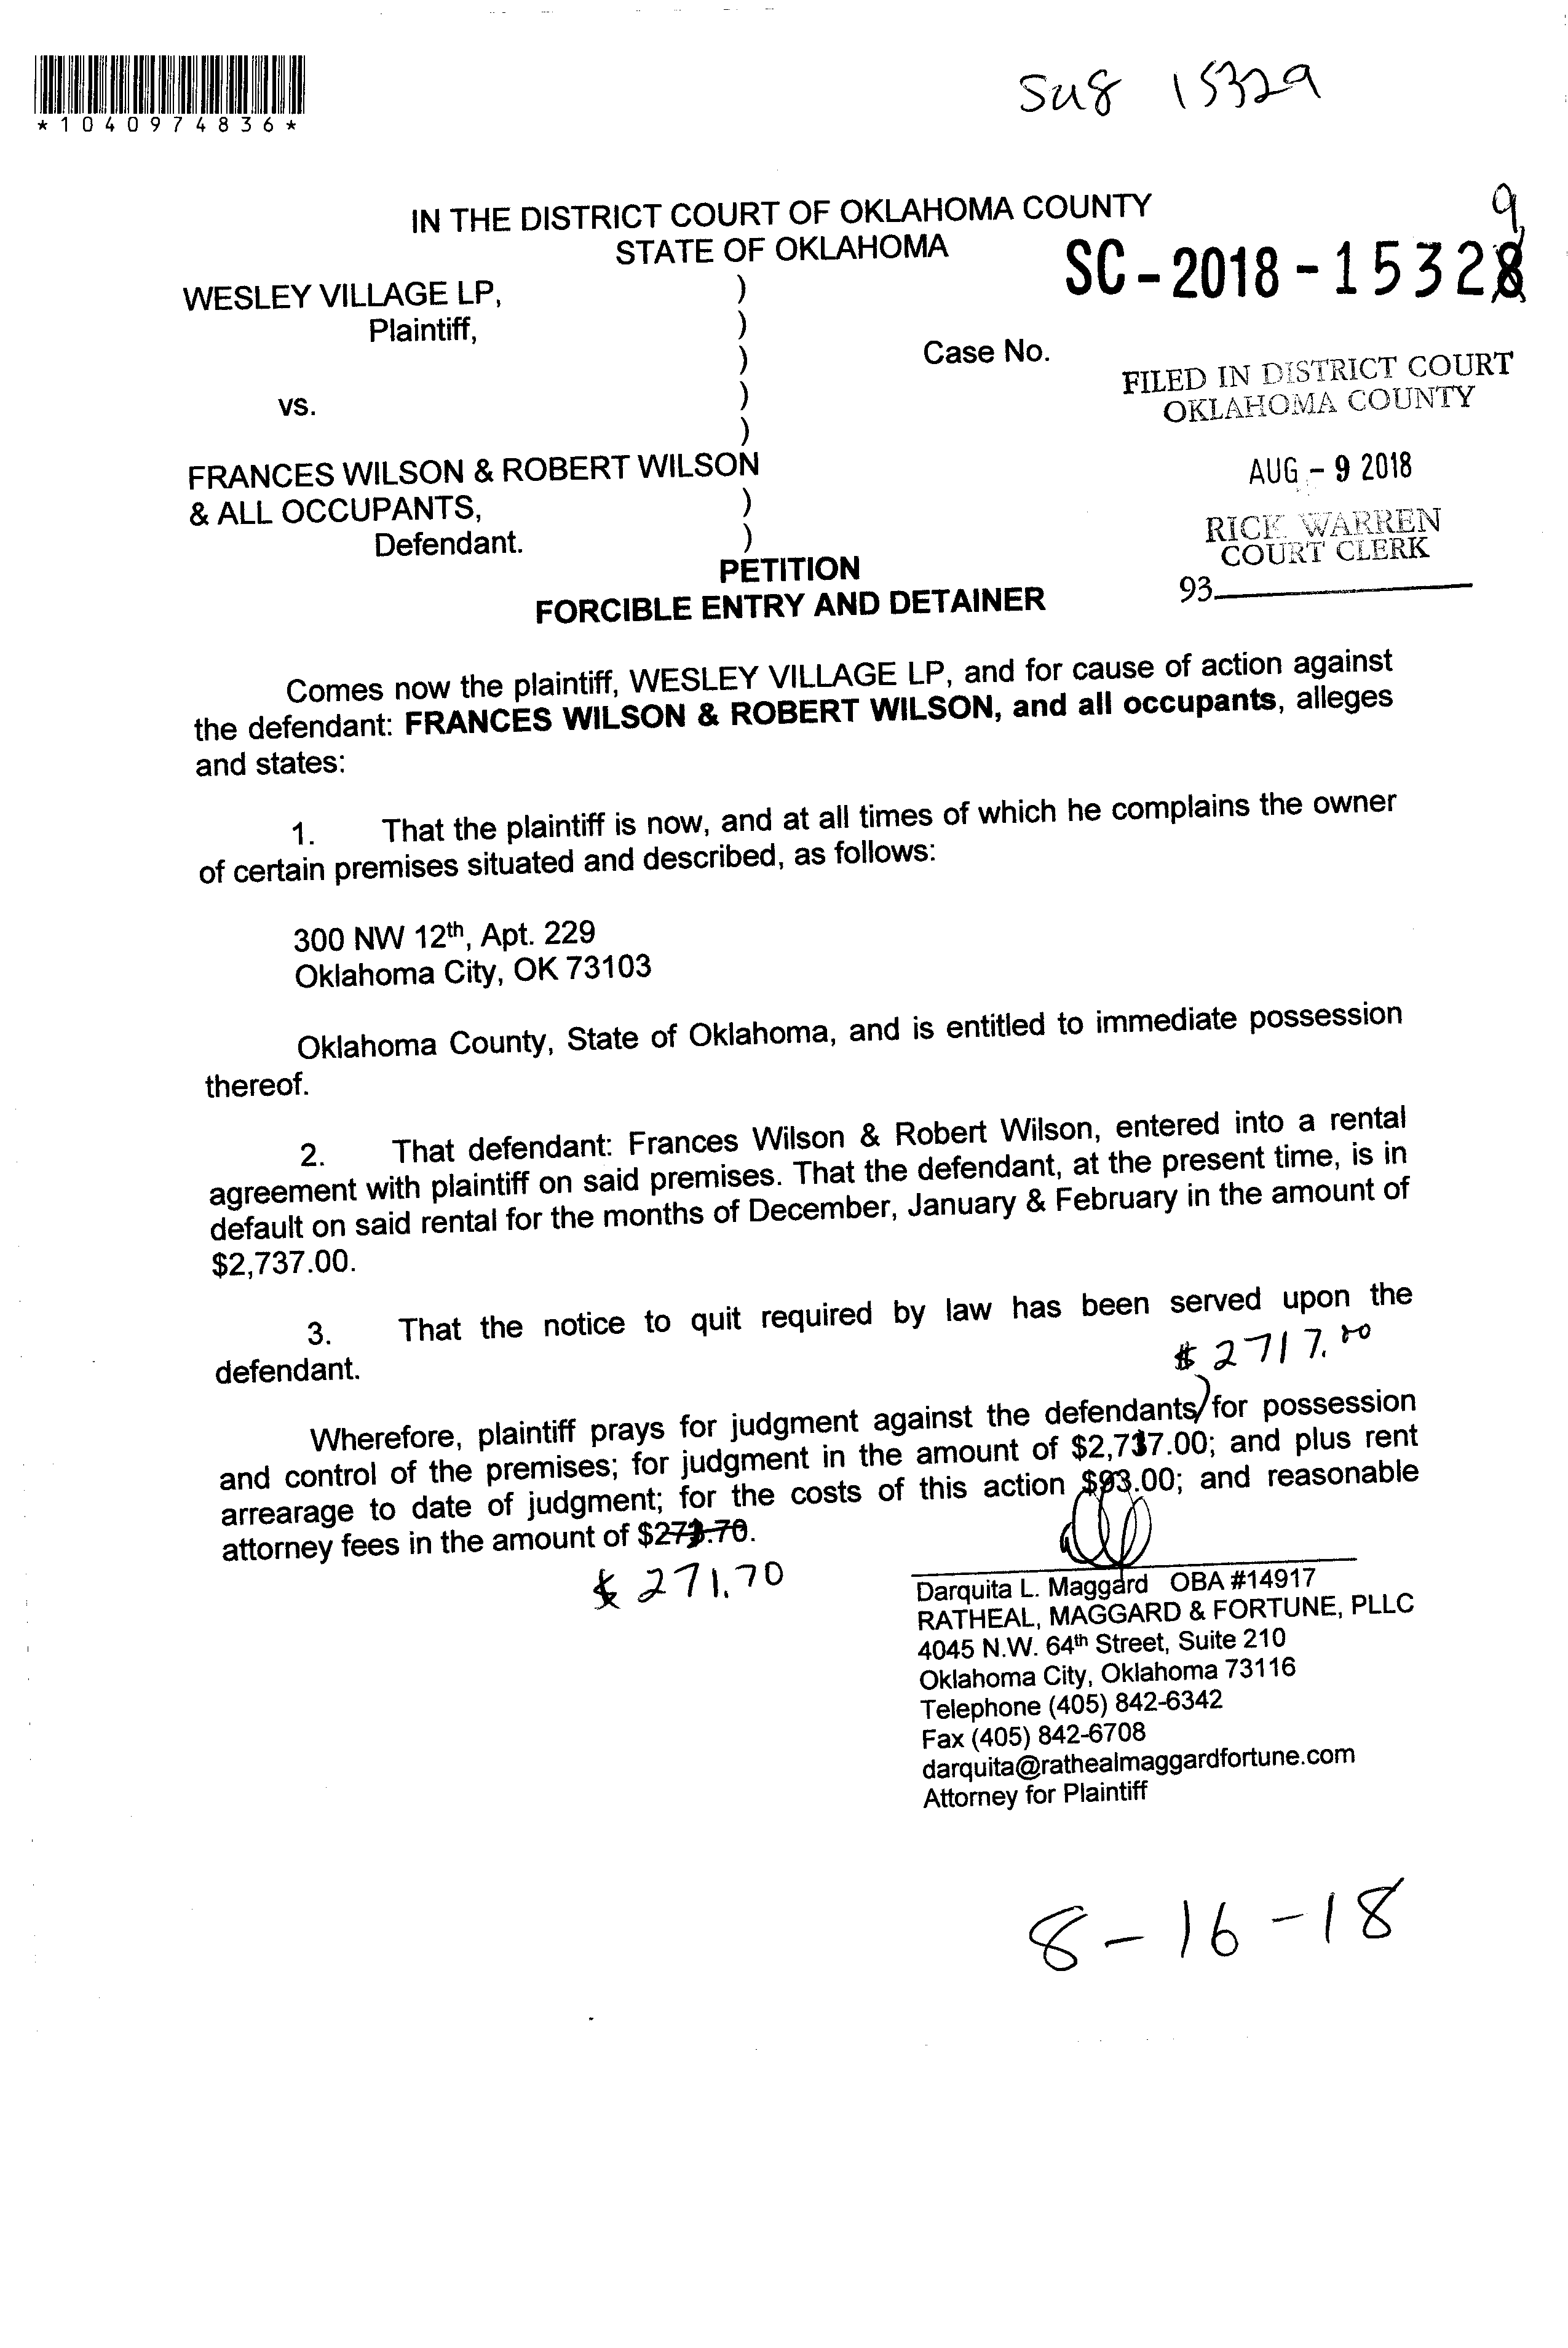 *1040974836*
Su8 15329
IN THE DISTRICT COURT OF OKLAHOMA COUNTY
STATE OF OKLAHOMA
9
SC-2018-15328
WESLEY VILLAGE LP, )
Plaintiff, )
) Case No.
FILED IN DISTRICT COURT
OKLAHOMA COUNTY
vs. )
)
FRANCES WILSON & ROBERT WILSON
AUG - 9 2018
& ALL OCCUPANTS, )
RICK WARREN
COURT CLERK
Defendant. )
PETITION
93
FORCIBLE ENTRY AND DETAINER
Comes now the plaintiff, WESLEY VILLAGE LP, and for cause of action against
the defendant: FRANCES WILSON & ROBERT WILSON, and all occupants, alleges
and states:
1. That the plaintiff is now, and at all times of which he complains the owner
of certain premises situated and described, as follows:
300 NW 12th, Apt. 229
Oklahoma City, OK 73103
Oklahoma County, State of Oklahoma, and is entitled to immediate possession
thereof.
2. That defendant: Frances Wilson & Robert Wilson, entered into a rental
agreement with plaintiff on said premises. That the defendant, at the present time, is in
default on said rental for the months of December, January & February in the amount of
$2,737.00.
3. That the notice to quit required by law has been served upon the
defendant.
$2717.00
Wherefore, plaintiff prays for judgment against the defendants for possession
and control of the premises; for judgment in the amount of $2,717.00; and plus rent
arrearage to date of judgment; for the costs of this action $93.00; and reasonable
attorney fees in the amount of $273.70.
$271.70
Darquita L. Maggard OBA #14917
RATHEAL, MAGGARD & FORTUNE, PLLC
4045 N.W. 64th Street, Suite 210
Oklahoma City, Oklahoma 73116
Telephone (405) 842-6342
Fax (405) 842-6708
darquita@rathealmaggardfortune.com
Attorney for Plaintiff
8-16-18